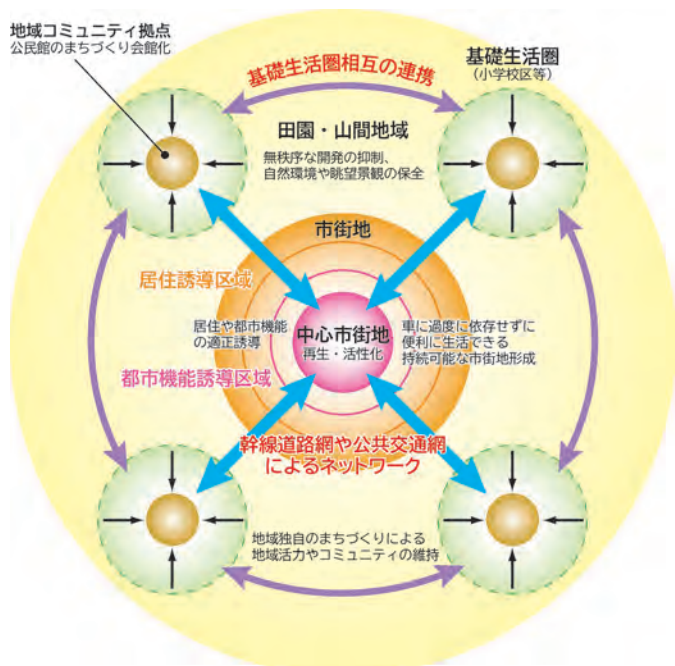 地域コミュニティ拠点
公民館のまちづくり会館化
基礎生活圏相互の連携
基礎生活圏
（小学校区等）
田園・山間地域
無秩序な開発の抑制、
自然環境や眺望景観の保全
市街地
居住誘導区域
居住や都市機能
の適正誘導
中心市街地
再生・活性化
車に過度に依存せずに
便利に生活できる
持続可能な市街地形成
都市機能誘導区域
幹線道路網や公共交通網
によるネットワーク
地域独自のまちづくりによる
地域活力やコミュニティの維持